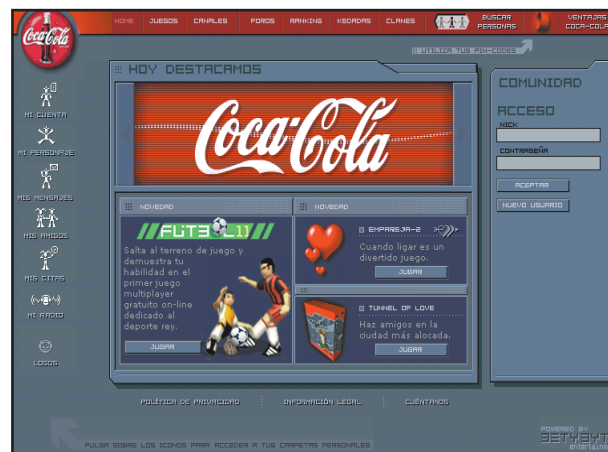 Coca-Cola
HOME JUEGOS CANALES FOROS RANKING KEDADAS CLANES BUSCAR PERSONAS VENTAJAS COCA-COLA
UTILIZA TUS PIN-CODES
HOY DESTACAMOS
Coca-Cola
COMUNIDAD
ACCESO
NICK
CONTRASEÑA
ACEPTAR
NUEVO USUARIO
MI CUENTA
MI PERSONAJE
MIS MENSAJES
MIS AMIGOS
MIS CITAS
MI RADIO
LOGOS
NOVEDAD
FUTBOL11
Salta al terreno de juego y
demuestra tu
habilidad en el
primer juego
multiplayer
gratuito on-line
dedicado al
deporte rey.
JUGAR
NOVEDAD
EMPAREJA-2
Cuando ligar es un
divertido juego.
JUGAR
TUNNEL OF LOVE
Haz amigos en la
ciudad más alocada.
JUGAR
POLÍTICA DE PRIVACIDAD INFORMACIÓN LEGAL CUÉNTANOS
PULSA SOBRE LOS ICONOS PARA ACCEDER A TUS CARPETAS PERSONALES
POWERED BY